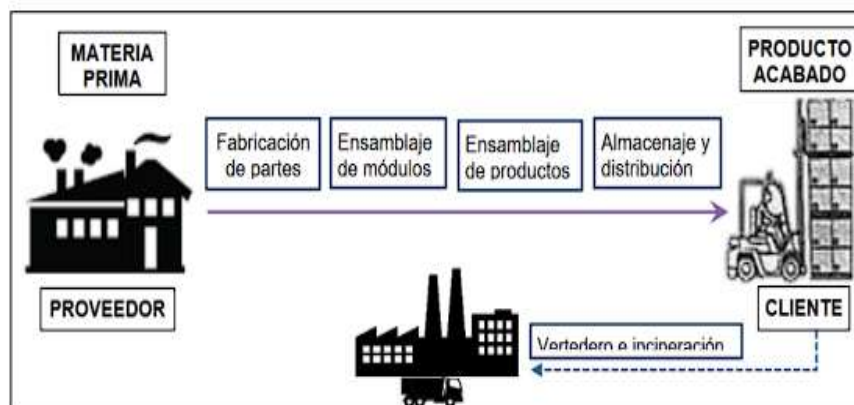 MATERIA
PRIMA
PRODUCTO
ACABADO
Fabricación
de partes
Ensamblaje
de módulos
Ensamblaje
de productos
Almacenaje y
distribución
PROVEEDOR
CLIENTE
Vertedero e incineración